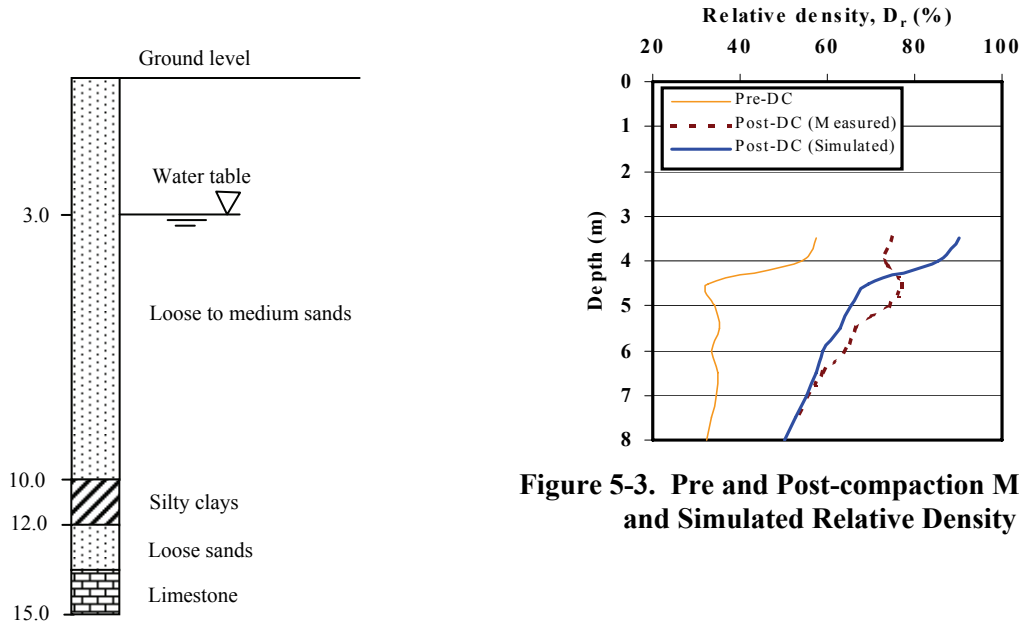 Ground level
Water table
3.0
Loose to medium sands
10.0
Silty clays
12.0
Loose sands
Limestone
15.0
Relative density, Dr (%)
20 40 60 80 100
0
1
2
3
4
5
6
7
8
Depth (m)
Pre-DC
Post-DC (Measured)
Post-DC (Simulated)
Figure 5-3. Pre and Post-compaction M
and Simulated Relative Density